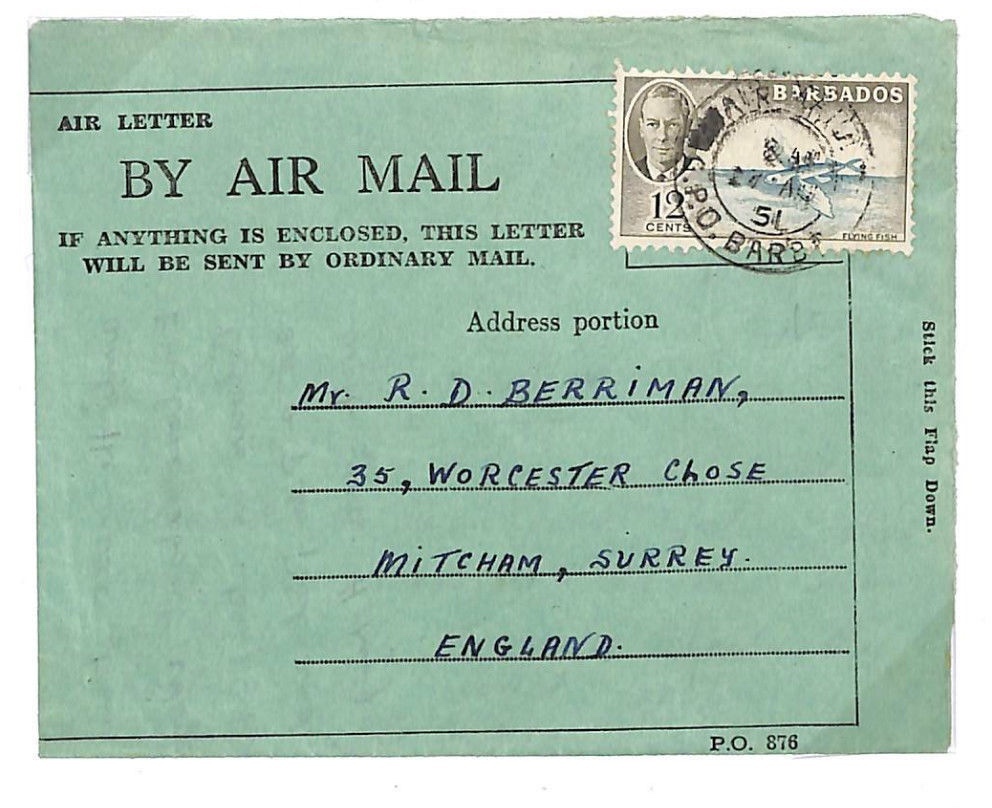 AIR LETTER
BY AIR MAIL
IF ANYTHING IS ENCLOSED, THIS LETTER
WILL BE SENT BY ORDINARY MAIL.
BARBADOS
12
CENTS
FLYING FISH
AIR
51
G.P.O. BARB
Address portion
Mr. R. D. BERRIMAN,
35, WORCESTER CLOSE
MITCHAM, SURREY.
ENGLAND.
Stick this Flap Down.
P.O. 876